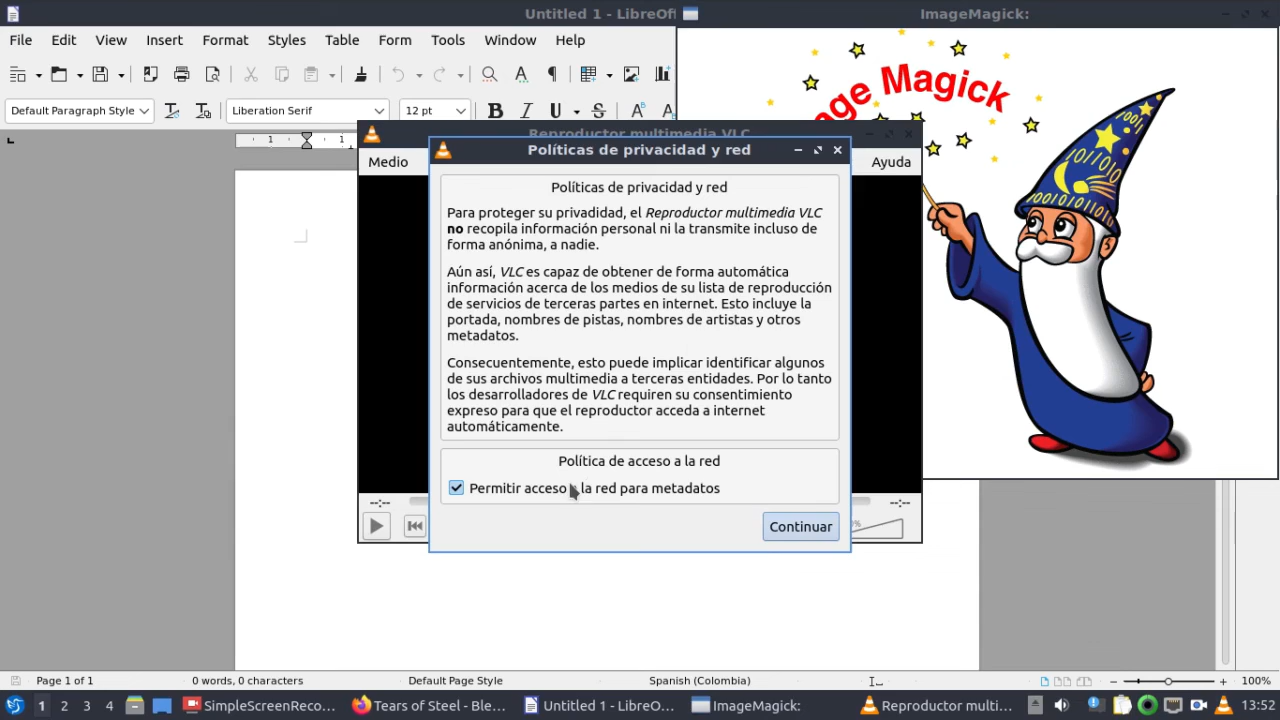 Untitled 1 - LibreOf
ImageMagick:
File Edit View Insert Format Styles Table Form Tools Window Help
Default Paragraph Style
Liberation Serif
12 pt
1 1
age Magick
Reproductor multimedia VLC
Medio
Ayuda
Políticas de privacidad y red
Políticas de privacidad y red
Para proteger su privadidad, el Reproductor multimedia VLC
no recopila información personal ni la transmite incluso de
forma anónima, a nadie.
Aún así, VLC es capaz de obtener de forma automática
información acerca de los medios de su lista de reproducción
de servicios de terceras partes en internet. Esto incluye la
portada, nombres de pistas, nombres de artistas y otros
metadatos.
Consecuentemente, esto puede implicar identificar algunos
de sus archivos multimedia a terceras entidades. Por lo tanto
los desarrolladores de VLC requiren su consentimiento
expreso para que el reproductor acceda a internet
automáticamente.
Política de acceso a la red
Permitir acceso a la red para metadatos
Continuar
--:-- --:--
Page 1 of 1 0 words, 0 characters Default Page Style Spanish (Colombia) 100%
1 2 3 4 SimpleScreenReco... Tears of Steel - Ble... Untitled 1 - LibreO... ImageMagick: Reproductor multi... 13:52